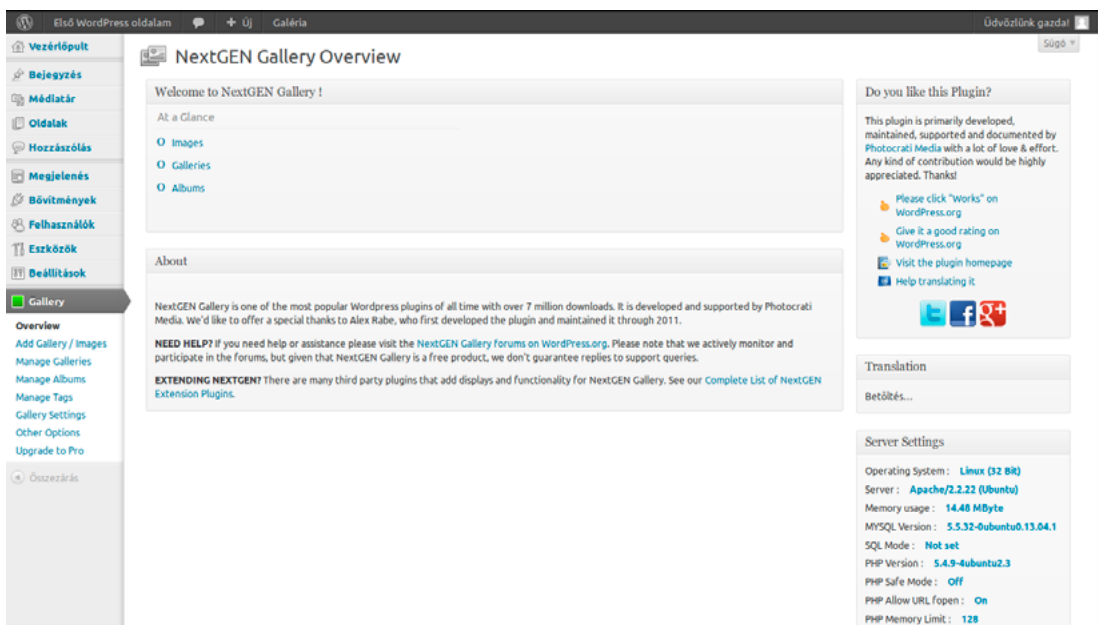 Első WordPress oldalam + Új Galéria Üdvözlünk gazda!
Súgó
Vezérlőpult
Bejegyzés
Médiatár
Oldalak
Hozzászólás
Megjelenés
Bővítmények
Felhasználók
Eszközök
Beállítások
Gallery
Overview
Add Gallery / Images
Manage Galleries
Manage Albums
Manage Tags
Gallery Settings
Other Options
Upgrade to Pro
Összezárás
NextGEN Gallery Overview
Welcome to NextGEN Gallery !
At a Glance
0 Images
0 Galleries
0 Albums
About
NextGEN Gallery is one of the most popular Wordpress plugins of all time with over 7 million downloads. It is developed and supported by Photocrati
Media. We'd like to offer a special thanks to Alex Rabe, who first developed the plugin and maintained it through 2011.
NEED HELP? If you need help or assistance please visit the NextGEN Gallery forums on WordPress.org. Please note that we actively monitor and
participate in the forums, but given that NextGEN Gallery is a free product, we don't guarantee replies to support queries.
EXTENDING NEXTGEN? There are many third party plugins that add displays and functionality for NextGEN Gallery. See our Complete List of NextGEN
Extension Plugins.
Do you like this Plugin?
This plugin is primarily developed,
maintained, supported and documented by
Photocrati Media with a lot of love & effort.
Any kind of contribution would be highly
appreciated. Thanks!
Please click "Works" on
WordPress.org
Give it a good rating on
WordPress.org
Visit the plugin homepage
Help translating it
Translation
Betöltés...
Server Settings
Operating System : Linux (32 Bit)
Server : Apache/2.2.22 (Ubuntu)
Memory usage : 14.48 MByte
MYSQL Version : 5.5.32-0ubuntu0.13.04.1
SQL Mode : Not set
PHP Version : 5.4.9-4ubuntu2.3
PHP Safe Mode : Off
PHP Allow URL fopen : On
PHP Memory Limit : 128